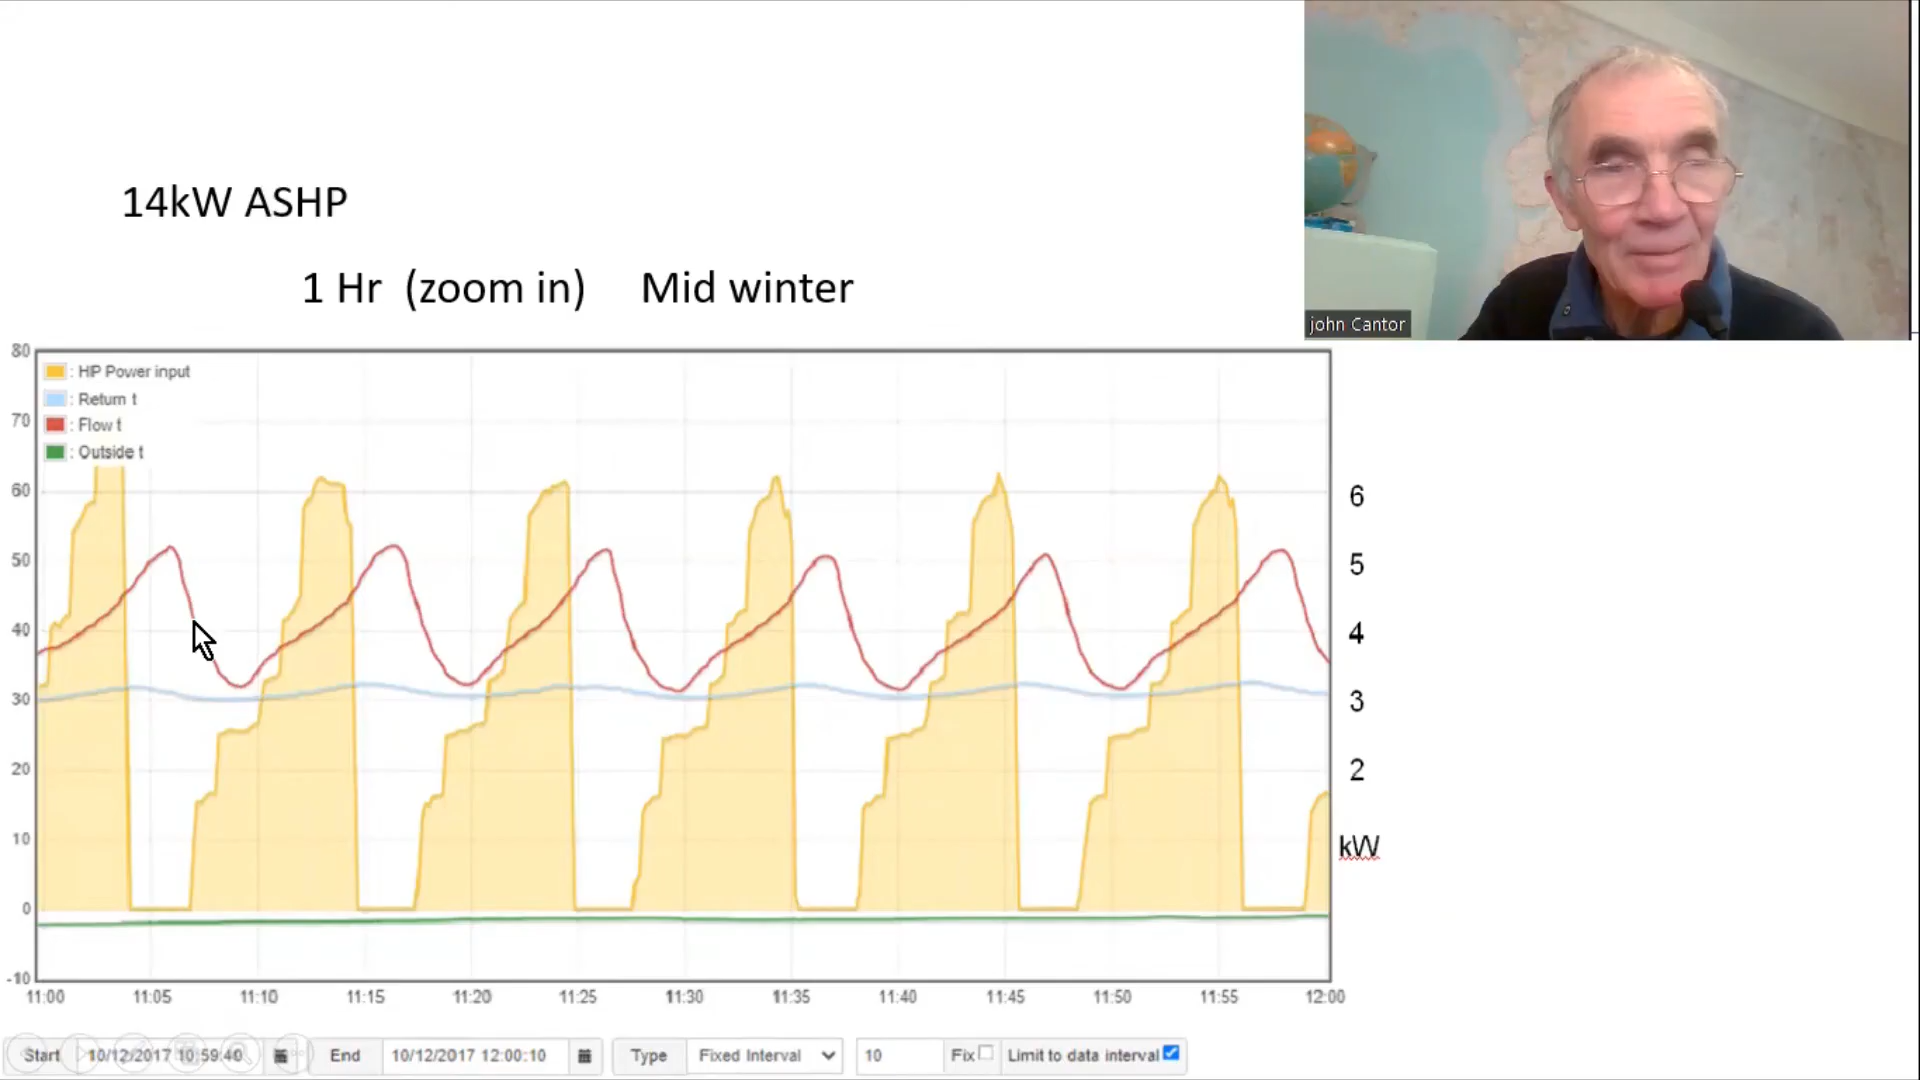 14kW ASHP
1 Hr (zoom in) Mid winter
john Cantor
80
70
60
50
40
30
20
10
0
-10
: HP Power input
: Return t
: Flow t
: Outside t
6
5
4
3
2
kW
11:00 11:05 11:10 11:15 11:20 11:25 11:30 11:35 11:40 11:45 11:50 11:55 12:00
Start 10/12/2017 10:59:40 End 10/12/2017 12:00:10 Type Fixed Interval 10 Fix Limit to data interval